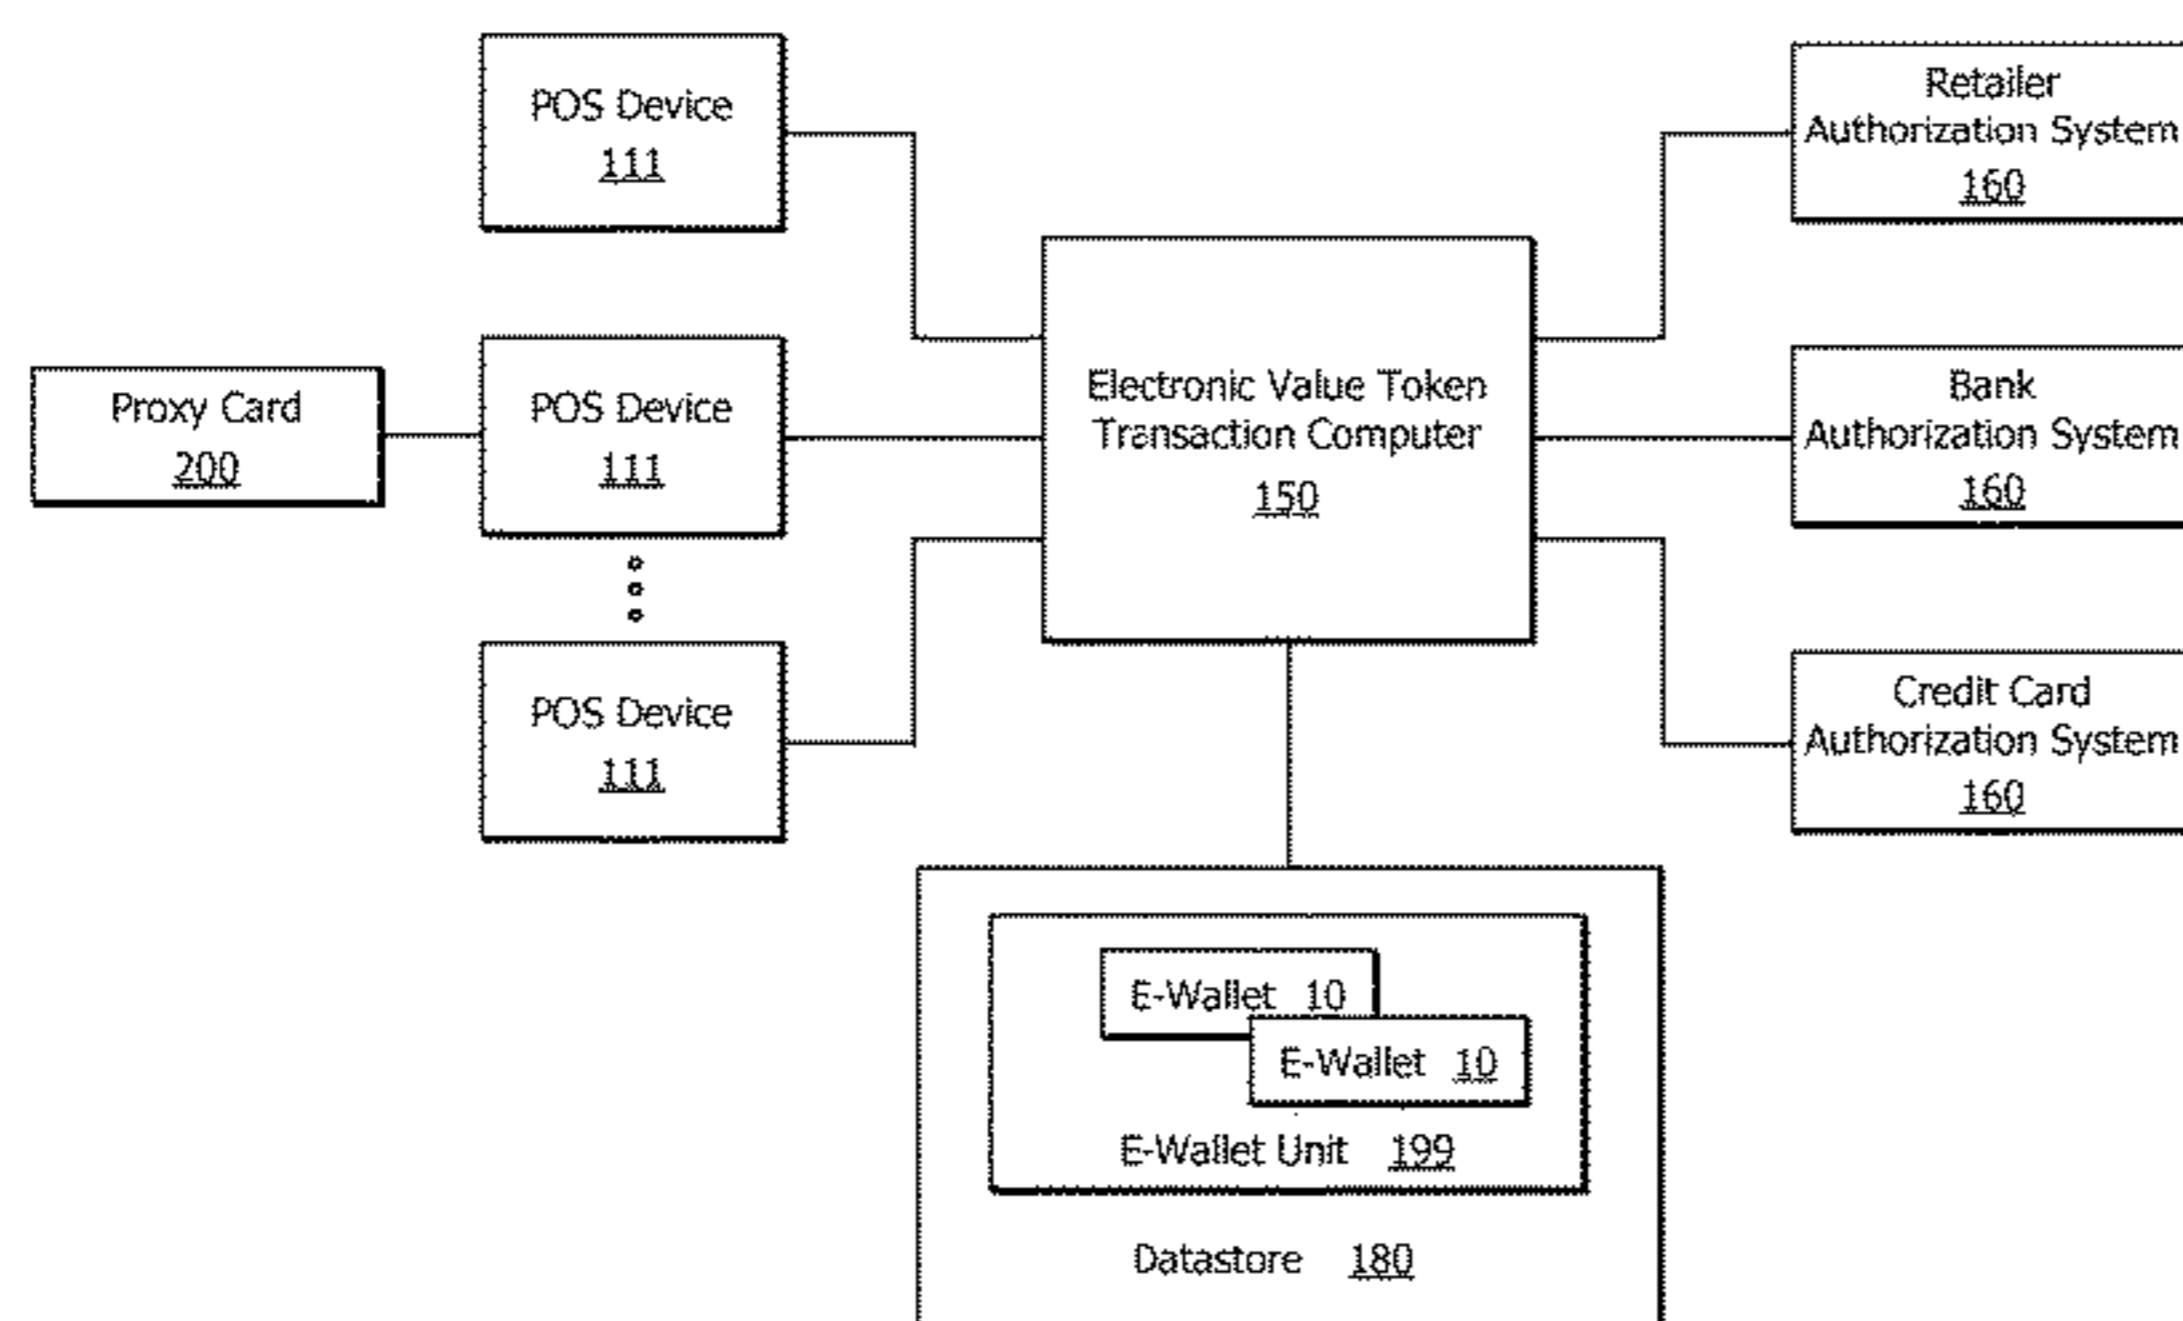 POS Device
111
Retailer
Authorization System
160
Proxy Card
200
POS Device
111
Electronic Value Token
Transaction Computer
150
Bank
Authorization System
160
POS Device
111
Credit Card
Authorization System
160
E-Wallet 10
E-Wallet 10
E-Wallet Unit 199
Datastore 180